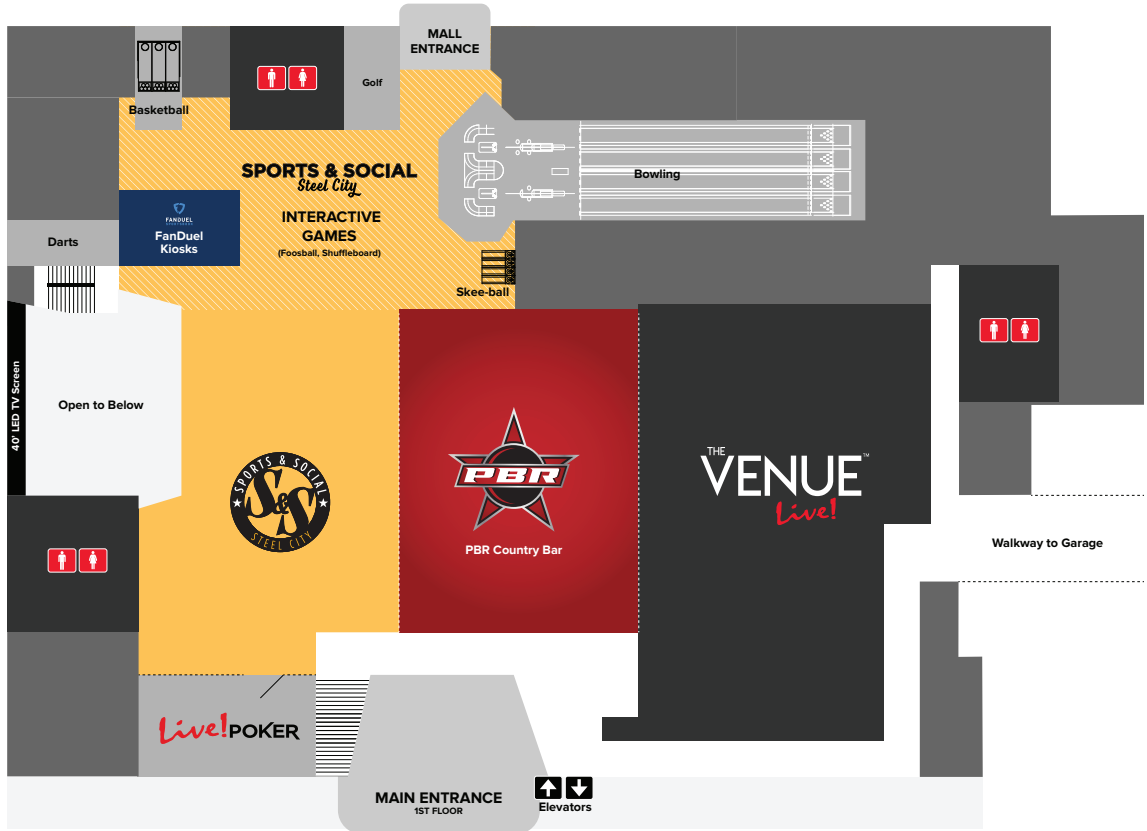 MALL
ENTRANCE
Golf
Basketball
SPORTS & SOCIAL
Steel City
Bowling
INTERACTIVE
GAMES
(Foosball, Shuffleboard)
FANDUEL
FanDuel
Kiosks
Darts
Skee-ball
40' LED TV Screen
Open to Below
SPORTS & SOCIAL
S&S
STEEL CITY
PBR
PBR Country Bar
THE
VENUE™
Live!
Walkway to Garage
Live! POKER
MAIN ENTRANCE
1ST FLOOR
Elevators